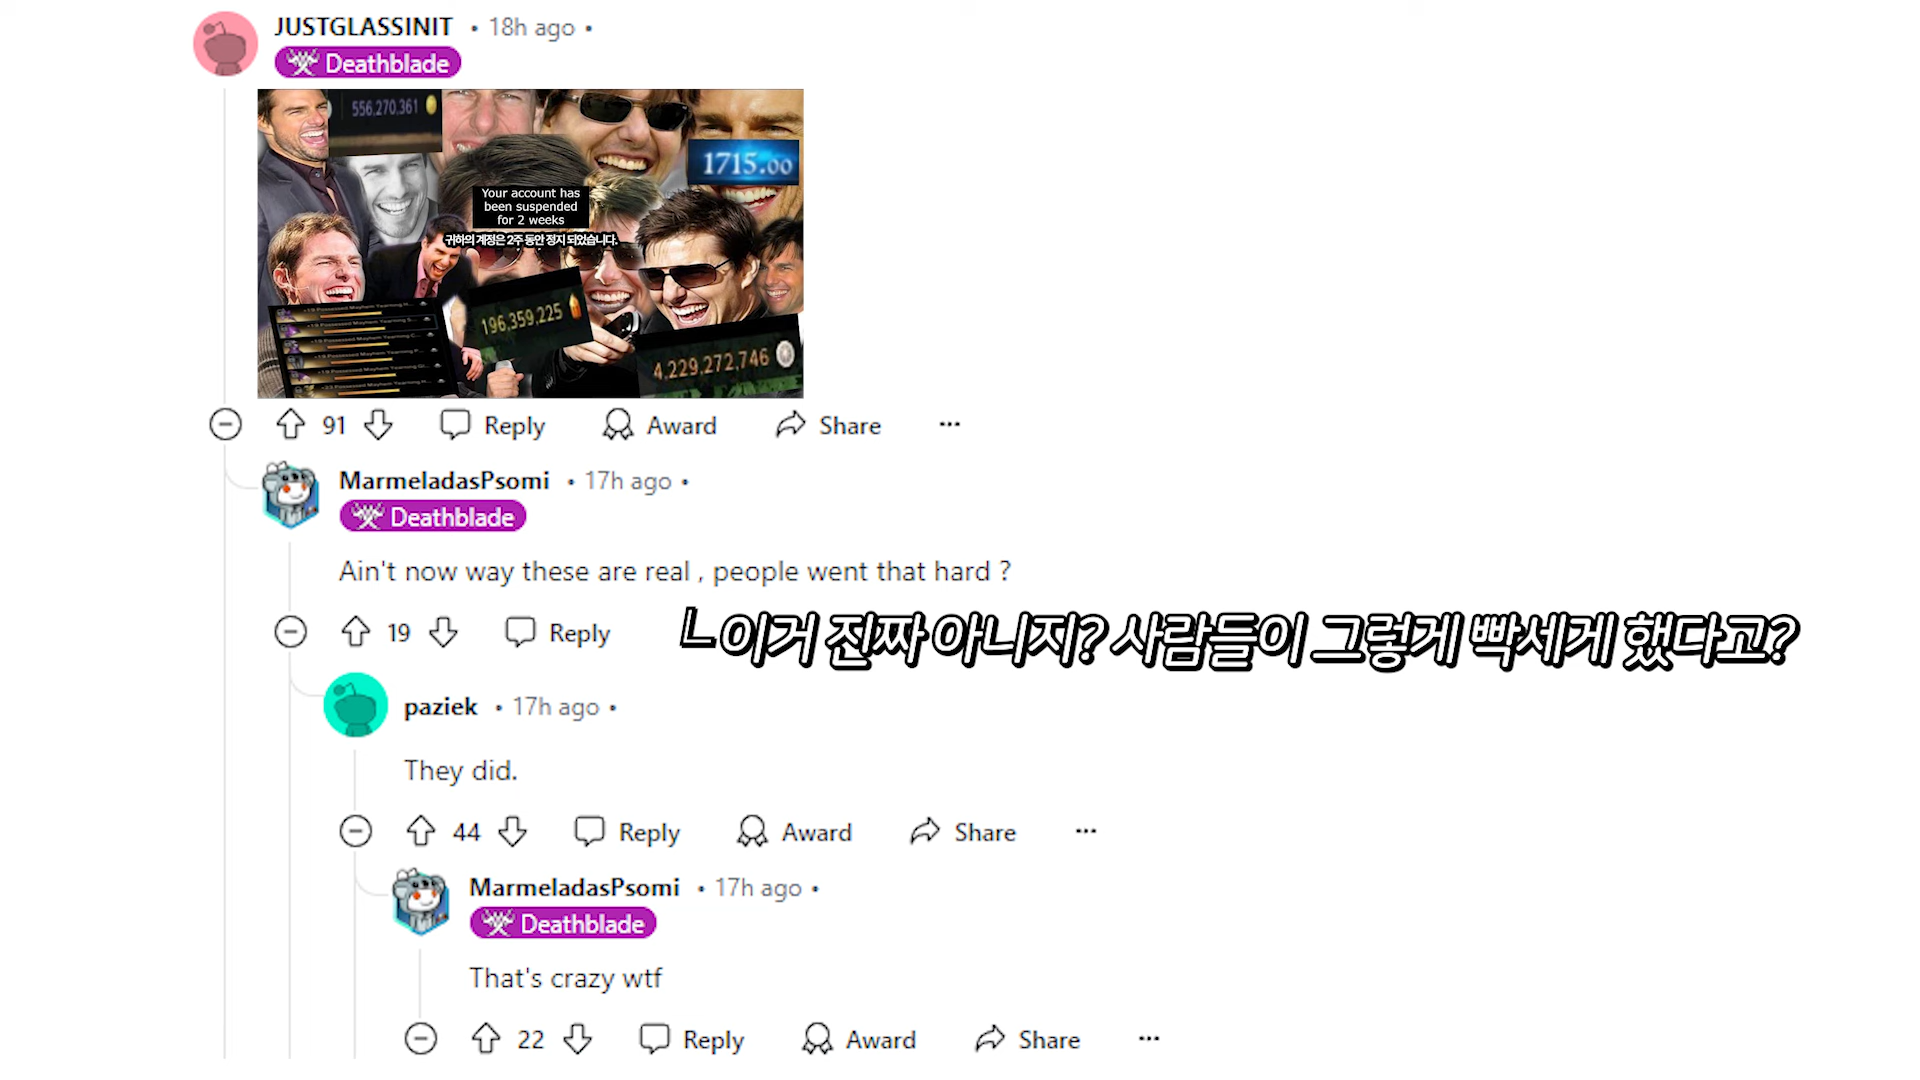 JUSTGLASSINIT • 18h ago •
Deathblade
556,270,361
1715.00
Your account has
been suspended
for 2 weeks
귀하의 계정은 2주 동안 정지 되었습니다.
196,359,225
4,229,272,746
91 Reply Award Share ...
MarmeladasPsomi • 17h ago •
Deathblade
Ain't now way these are real , people went that hard ?
19 Reply
ㄴ이거 진짜 아니지? 사람들이 그렇게 빡세게 했다고?
paziek • 17h ago •
They did.
44 Reply Award Share ...
MarmeladasPsomi • 17h ago •
Deathblade
That's crazy wtf
22 Reply Award Share ...